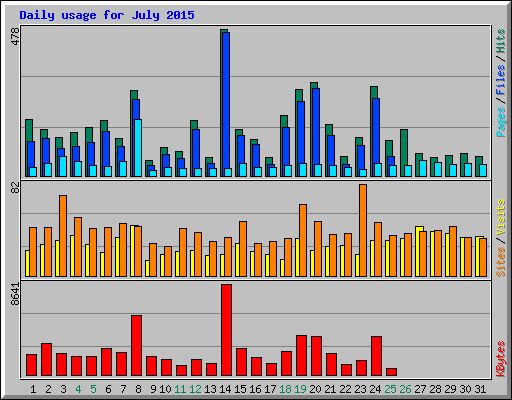 Daily usage for July 2015
478
Pages / Files / Hits
82
Sites / Visits
8641
KBytes
1 2 3 4 5 6 7 8 9 10 11 12 13 14 15 16 17 18 19 20 21 22 23 24 25 26 27 28 29 30 31